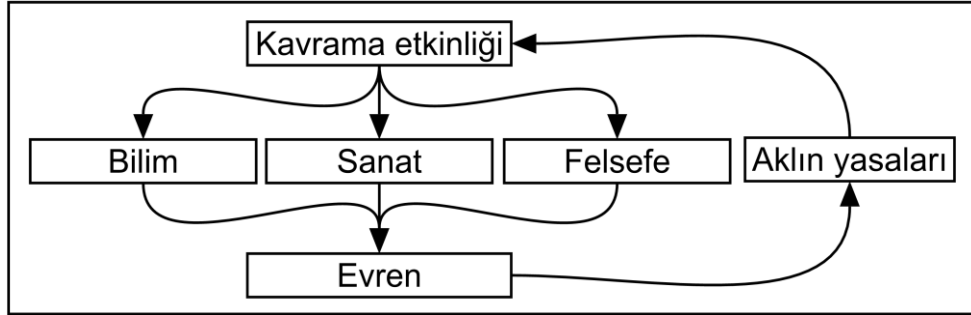 Kavrama etkinliği
Bilim
Sanat
Felsefe
Aklın yasaları
Evren